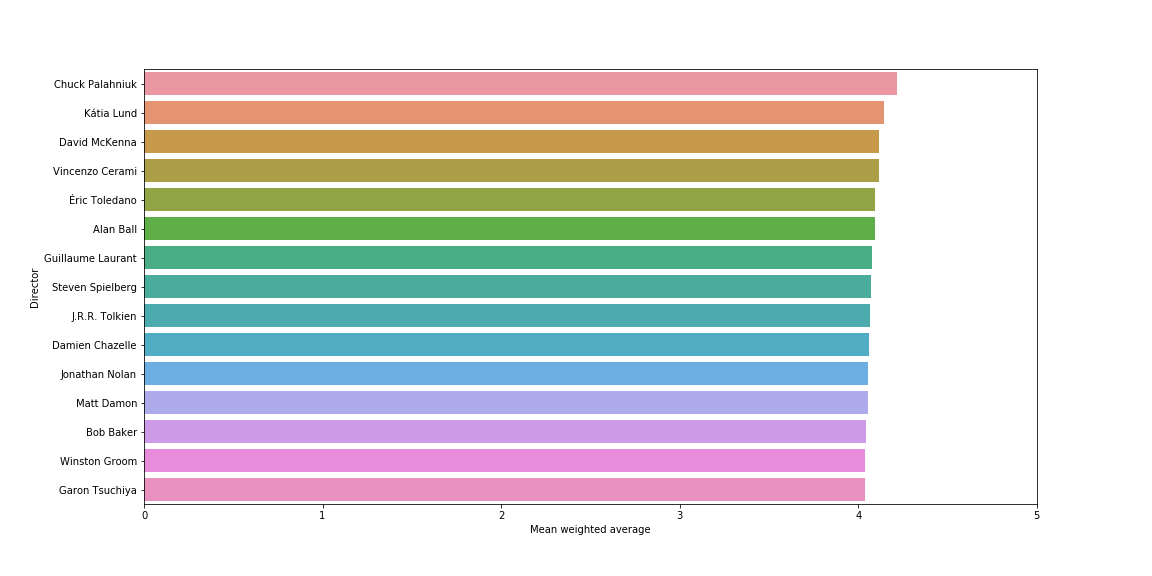 Chuck Palahniuk
Kátia Lund
David McKenna
Vincenzo Cerami
Éric Toledano
Alan Ball
Guillaume Laurant
Steven Spielberg
J.R.R. Tolkien
Damien Chazelle
Jonathan Nolan
Matt Damon
Bob Baker
Winston Groom
Garon Tsuchiya
Director
0 1 2 3 4 5
Mean weighted average